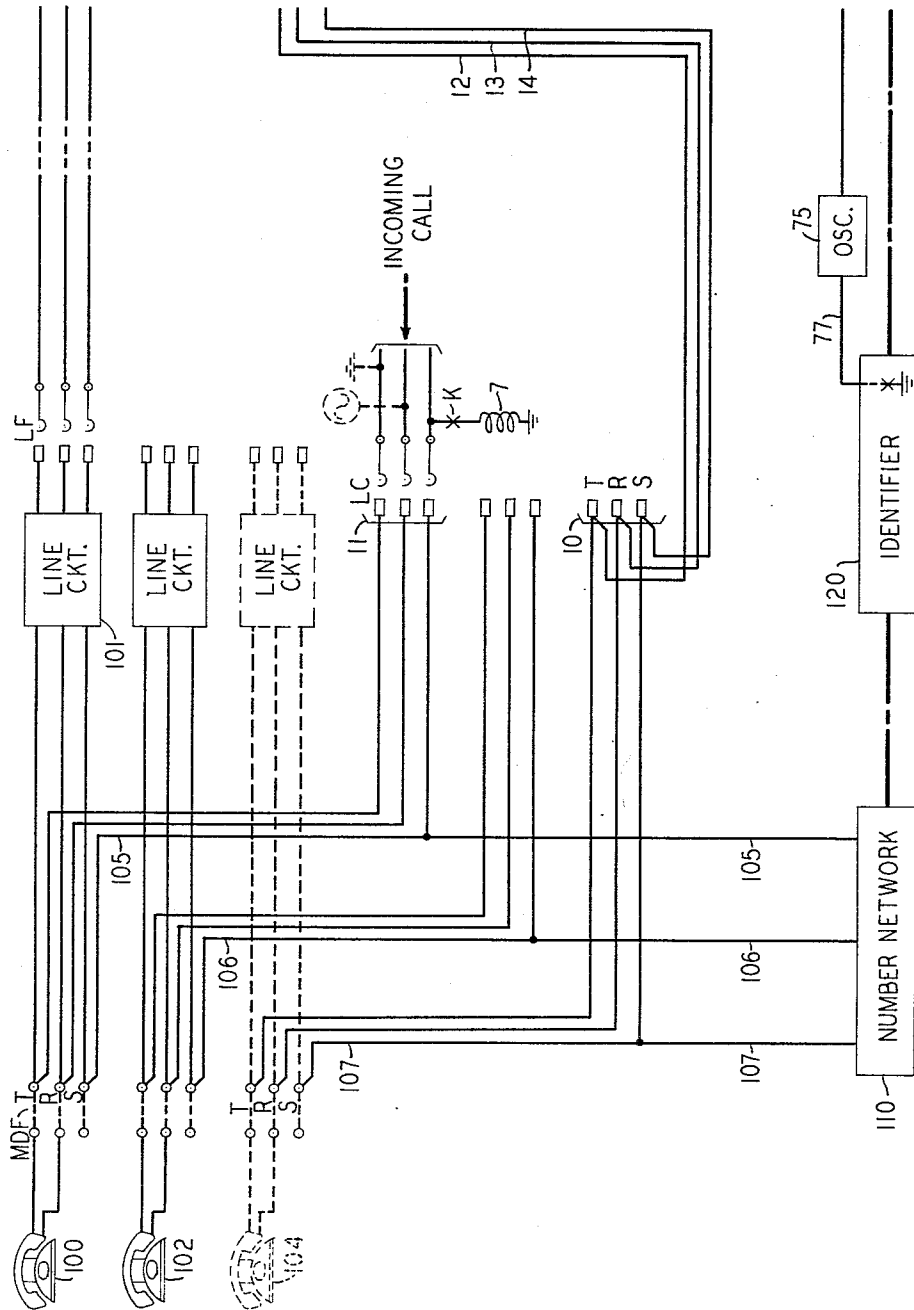 MDF
T
R
S
100
LINE
CKT.
101
LF
102
T
R
S
104
LINE
CKT.
LINE
CKT.
105
106
107
11
LC
INCOMING
CALL
K
7
12
13
14
10
T
R
S
105
106
107
110
NUMBER NETWORK
120
IDENTIFIER
77
75
OSC.